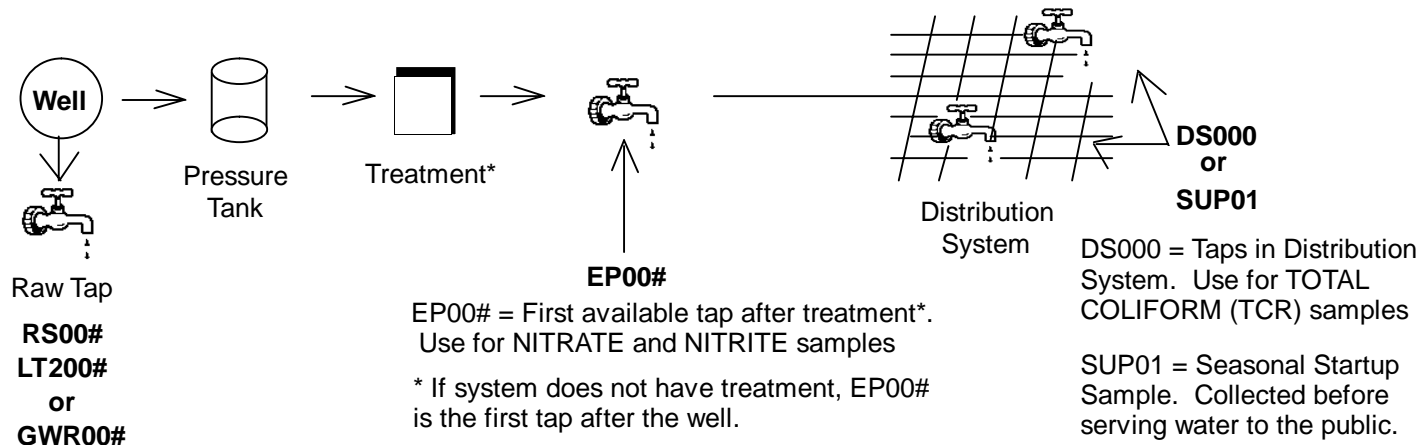 Well
Pressure
Tank
Treatment*
Raw Tap
RS00#
LT200#
or
GWR00#
EP00#
EP00# = First available tap after treatment*.
Use for NITRATE and NITRITE samples
* If system does not have treatment, EP00#
is the first tap after the well.
Distribution
System
DS000
or
SUP01
DS000 = Taps in Distribution
System. Use for TOTAL
COLIFORM (TCR) samples
SUP01 = Seasonal Startup
Sample. Collected before
serving water to the public.